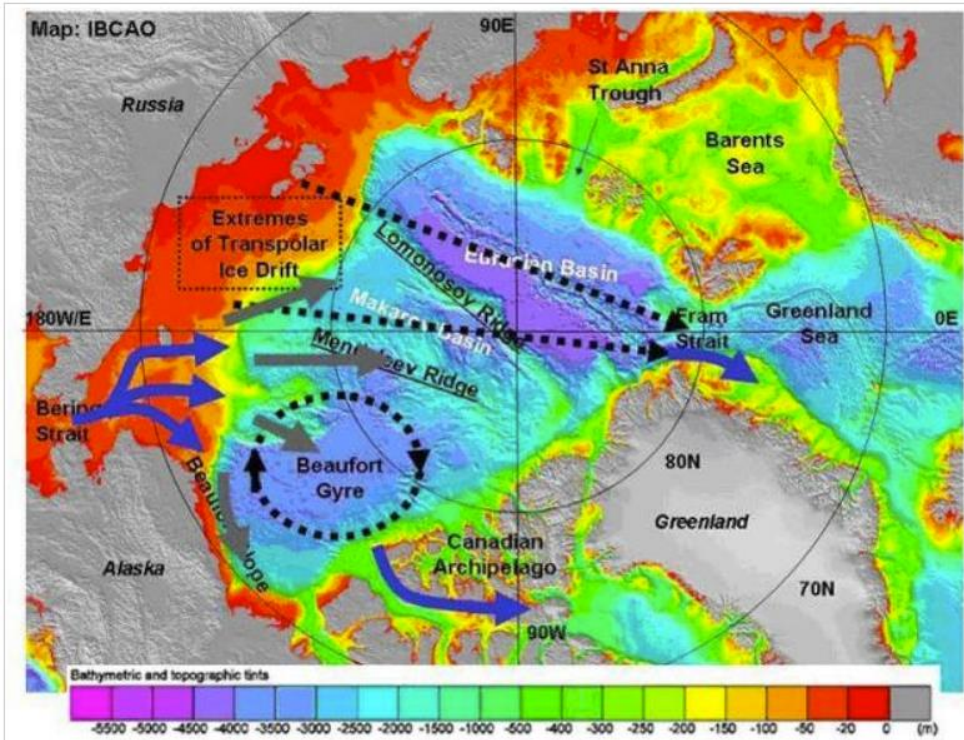 Map: IBCAO
90E
St Anna
Trough
Russia
Barents
Sea
Extremes
of Transpolar
Ice Drift
Lomonosov Ridge
Eurasian Basin
Makarov Basin
180W/E
Fram
Strait
Greenland
Sea
0E
Mendeleev Ridge
Bering
Strait
Beaufort
Gyre
80N
Greenland
Canadian
Archipelago
Alaska
70N
90W
Bathymetric and topographic tints
-5500 -5000 -4500 -4000 -3500 -3000 -2500 -2000 -1500 -1000 -500 -200 -150 -100 -50 -20 0 (m)